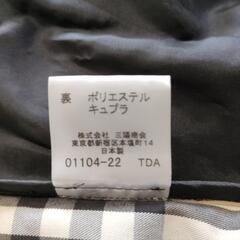 裏 ポリエステル
キュプラ
株式会社 三陽商会
東京都新宿区本塩町14
日本製
01104-22 TDA